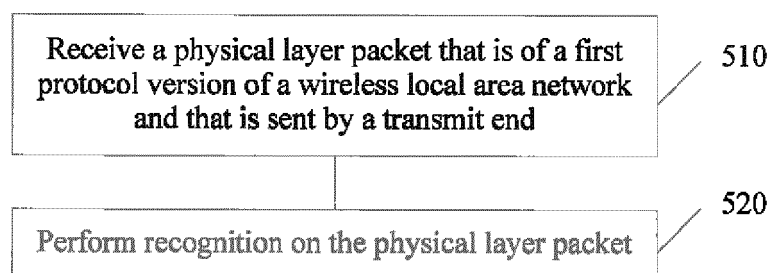 Receive a physical layer packet that is of a first
protocol version of a wireless local area network
and that is sent by a transmit end
510
Perform recognition on the physical layer packet
520